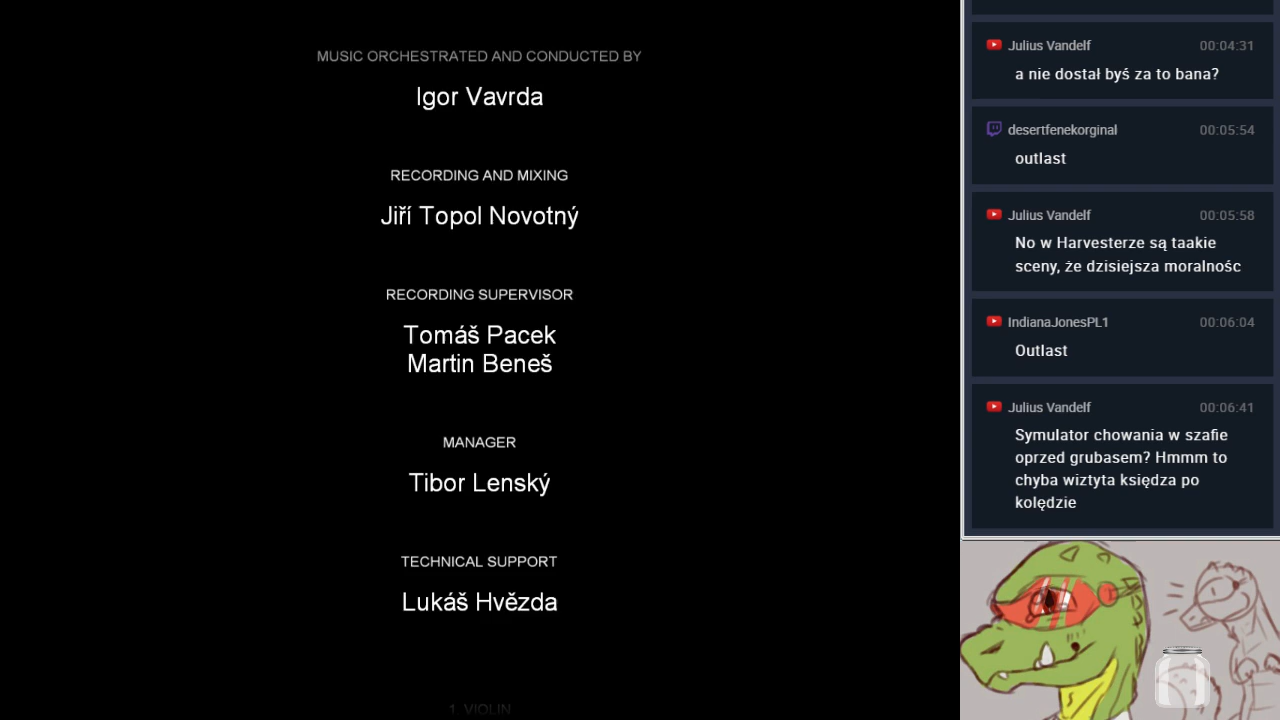 MUSIC ORCHESTRATED AND CONDUCTED BY
Igor Vavrda
RECORDING AND MIXING
Jiří Topol Novotný
RECORDING SUPERVISOR
Tomáš Pacek
Martin Beneš
MANAGER
Tibor Lenský
TECHNICAL SUPPORT
Lukáš Hvězda
1. VIOLIN
Julius Vandelf 00:04:31
a nie dostał byś za to bana?
desertfenekorginal 00:05:54
outlast
Julius Vandelf 00:05:58
No w Harvesterze są taakie
sceny, że dzisiejsza moralnośc
IndianaJonesPL1 00:06:04
Outlast
Julius Vandelf 00:06:41
Symulator chowania w szafie
oprzed grubasem? Hmmm to
chyba wiztyta księdza po
kolędzie